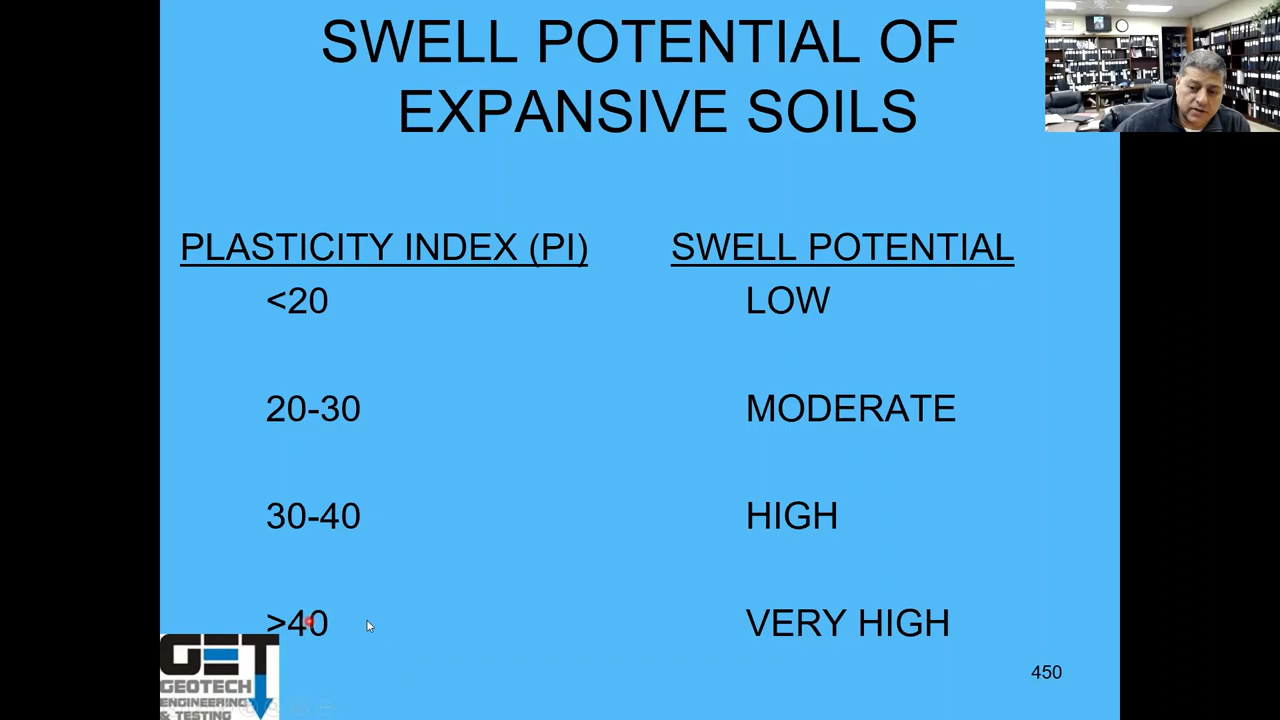 SWELL POTENTIAL OF
EXPANSIVE SOILS
PLASTICITY INDEX (PI) SWELL POTENTIAL
<20 LOW
20-30 MODERATE
30-40 HIGH
>40 VERY HIGH
GET
GEOTECH
ENGINEERING
& TESTING
450